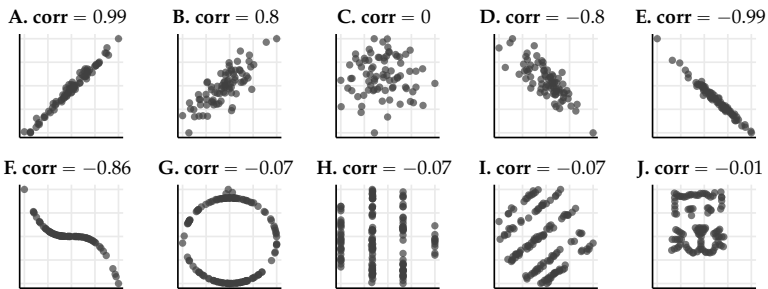 A. corr = 0.99
B. corr = 0.8
C. corr = 0
D. corr = −0.8
E. corr = −0.99
F. corr = −0.86
G. corr = −0.07
H. corr = −0.07
I. corr = −0.07
J. corr = −0.01